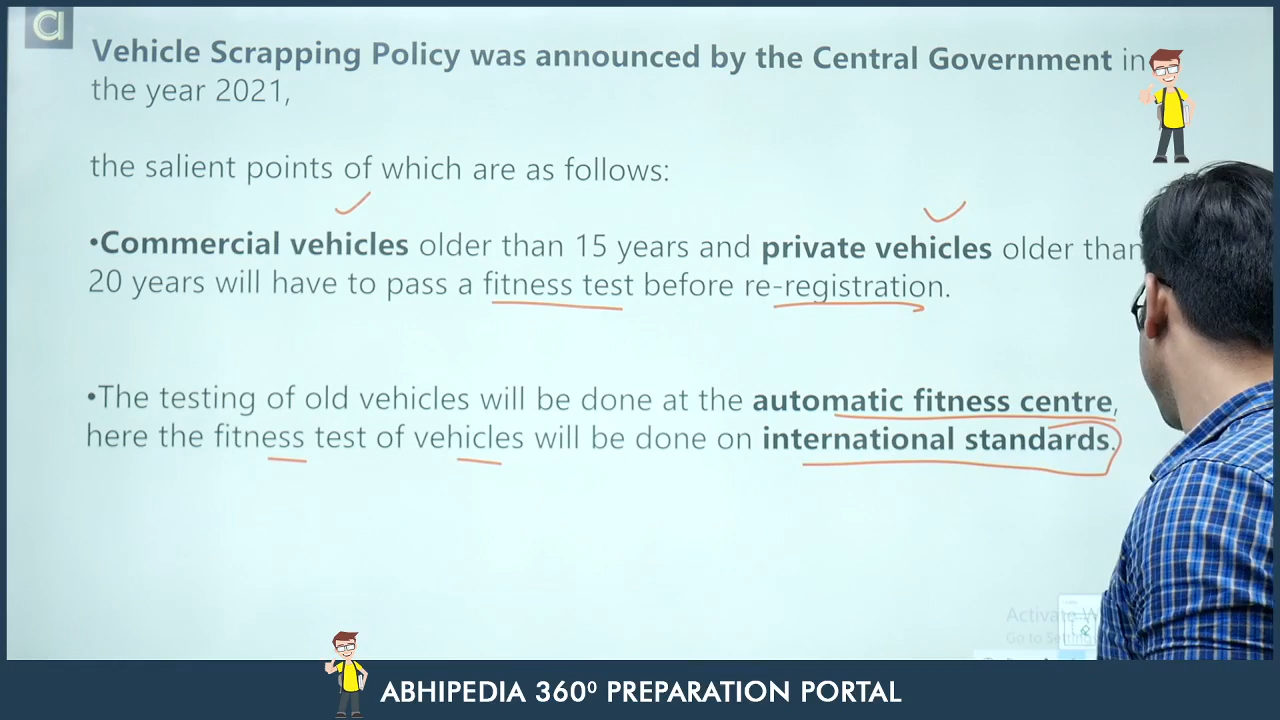 Vehicle Scrapping Policy was announced by the Central Government in
the year 2021,
the salient points of which are as follows:
•Commercial vehicles older than 15 years and private vehicles older than
20 years will have to pass a fitness test before re-registration.
•The testing of old vehicles will be done at the automatic fitness centre,
here the fitness test of vehicles will be done on international standards.
Activate
Go to
ABHIPEDIA 360⁰ PREPARATION PORTAL